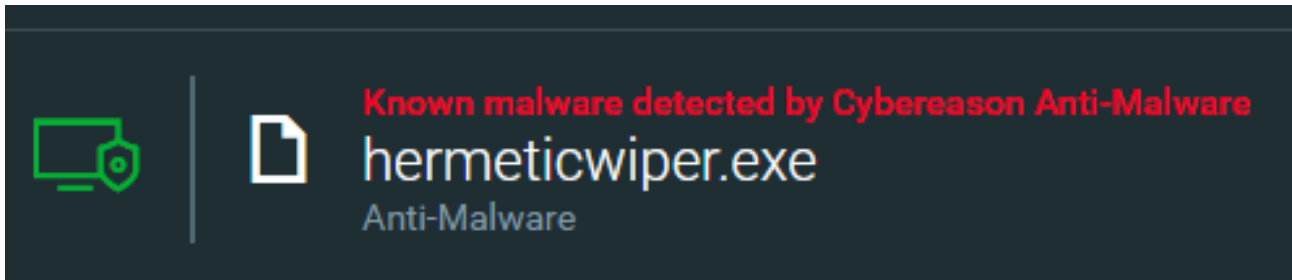 Known malware detected by Cybereason Anti-Malware
hermeticwiper.exe
Anti-Malware